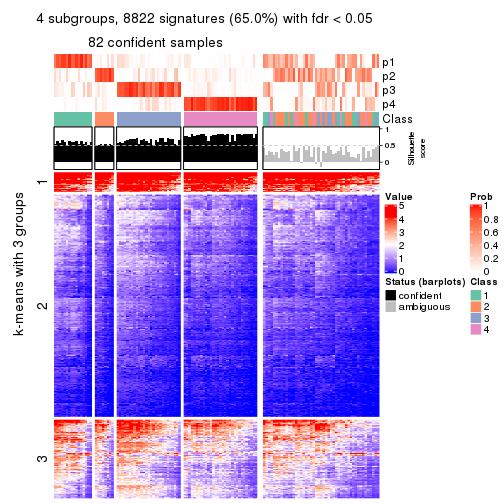 4 subgroups, 8822 signatures (65.0%) with fdr < 0.05
82 confident samples
p1
p2
p3
p4
Class
1
0.5
0
Silhouette
score
k-means with 3 groups
1
2
3
Value
5
4
3
2
1
0
Prob
1
0.8
0.6
0.4
0.2
0
Status (barplots)
confident
ambiguous
Class
1
2
3
4